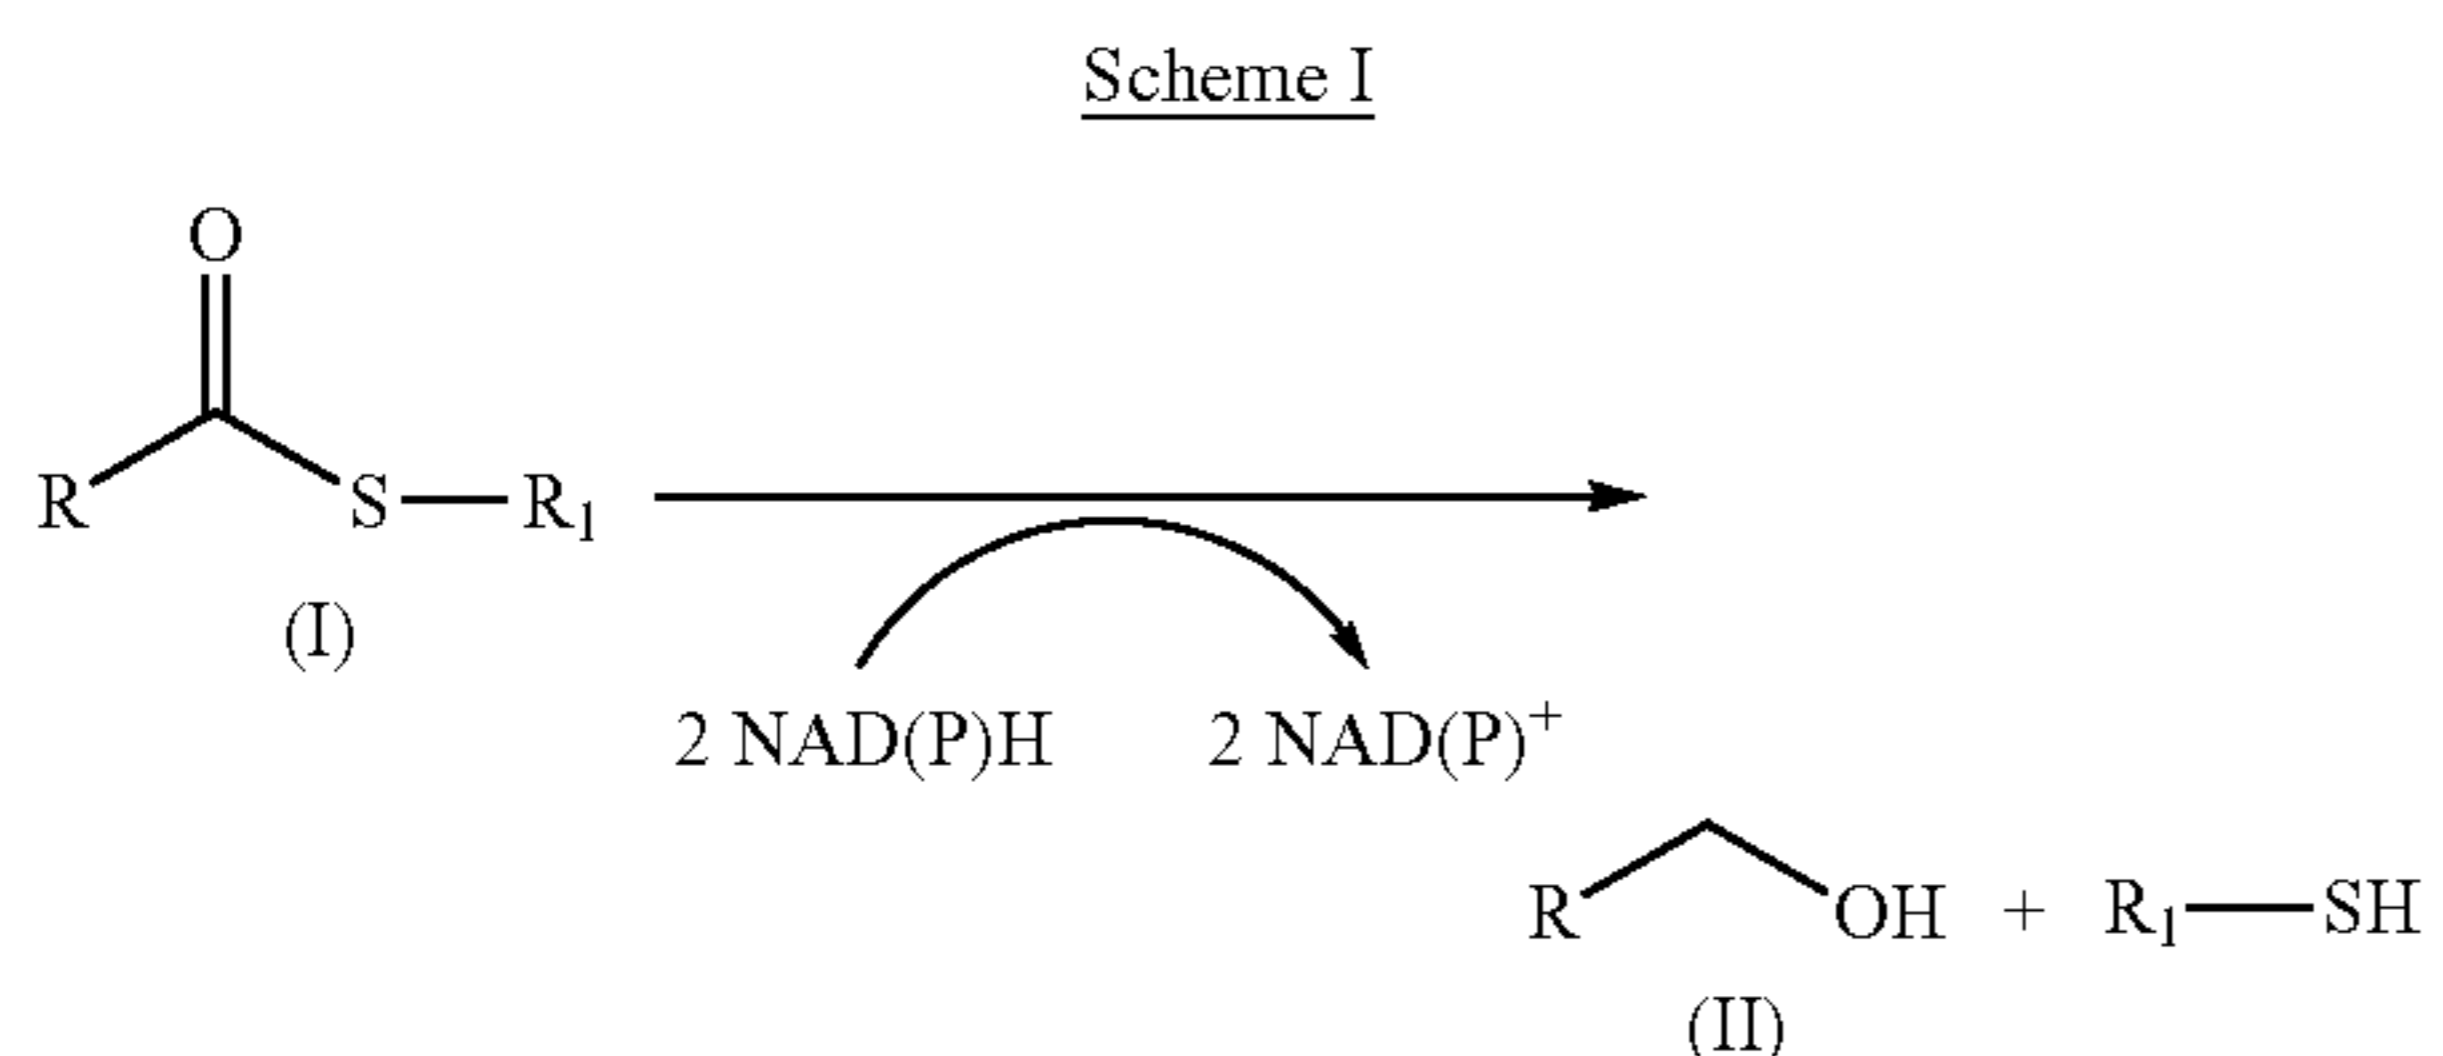 Scheme I
O
R S R1
(I)
2 NAD(P)H 2 NAD(P)+
R OH + R1 SH
(II)